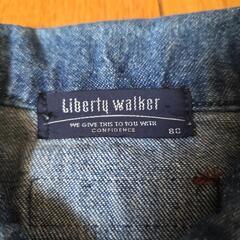 Liberty Walker
WE GIVE THIS TO YOU WITH
CONFIDENCE
80